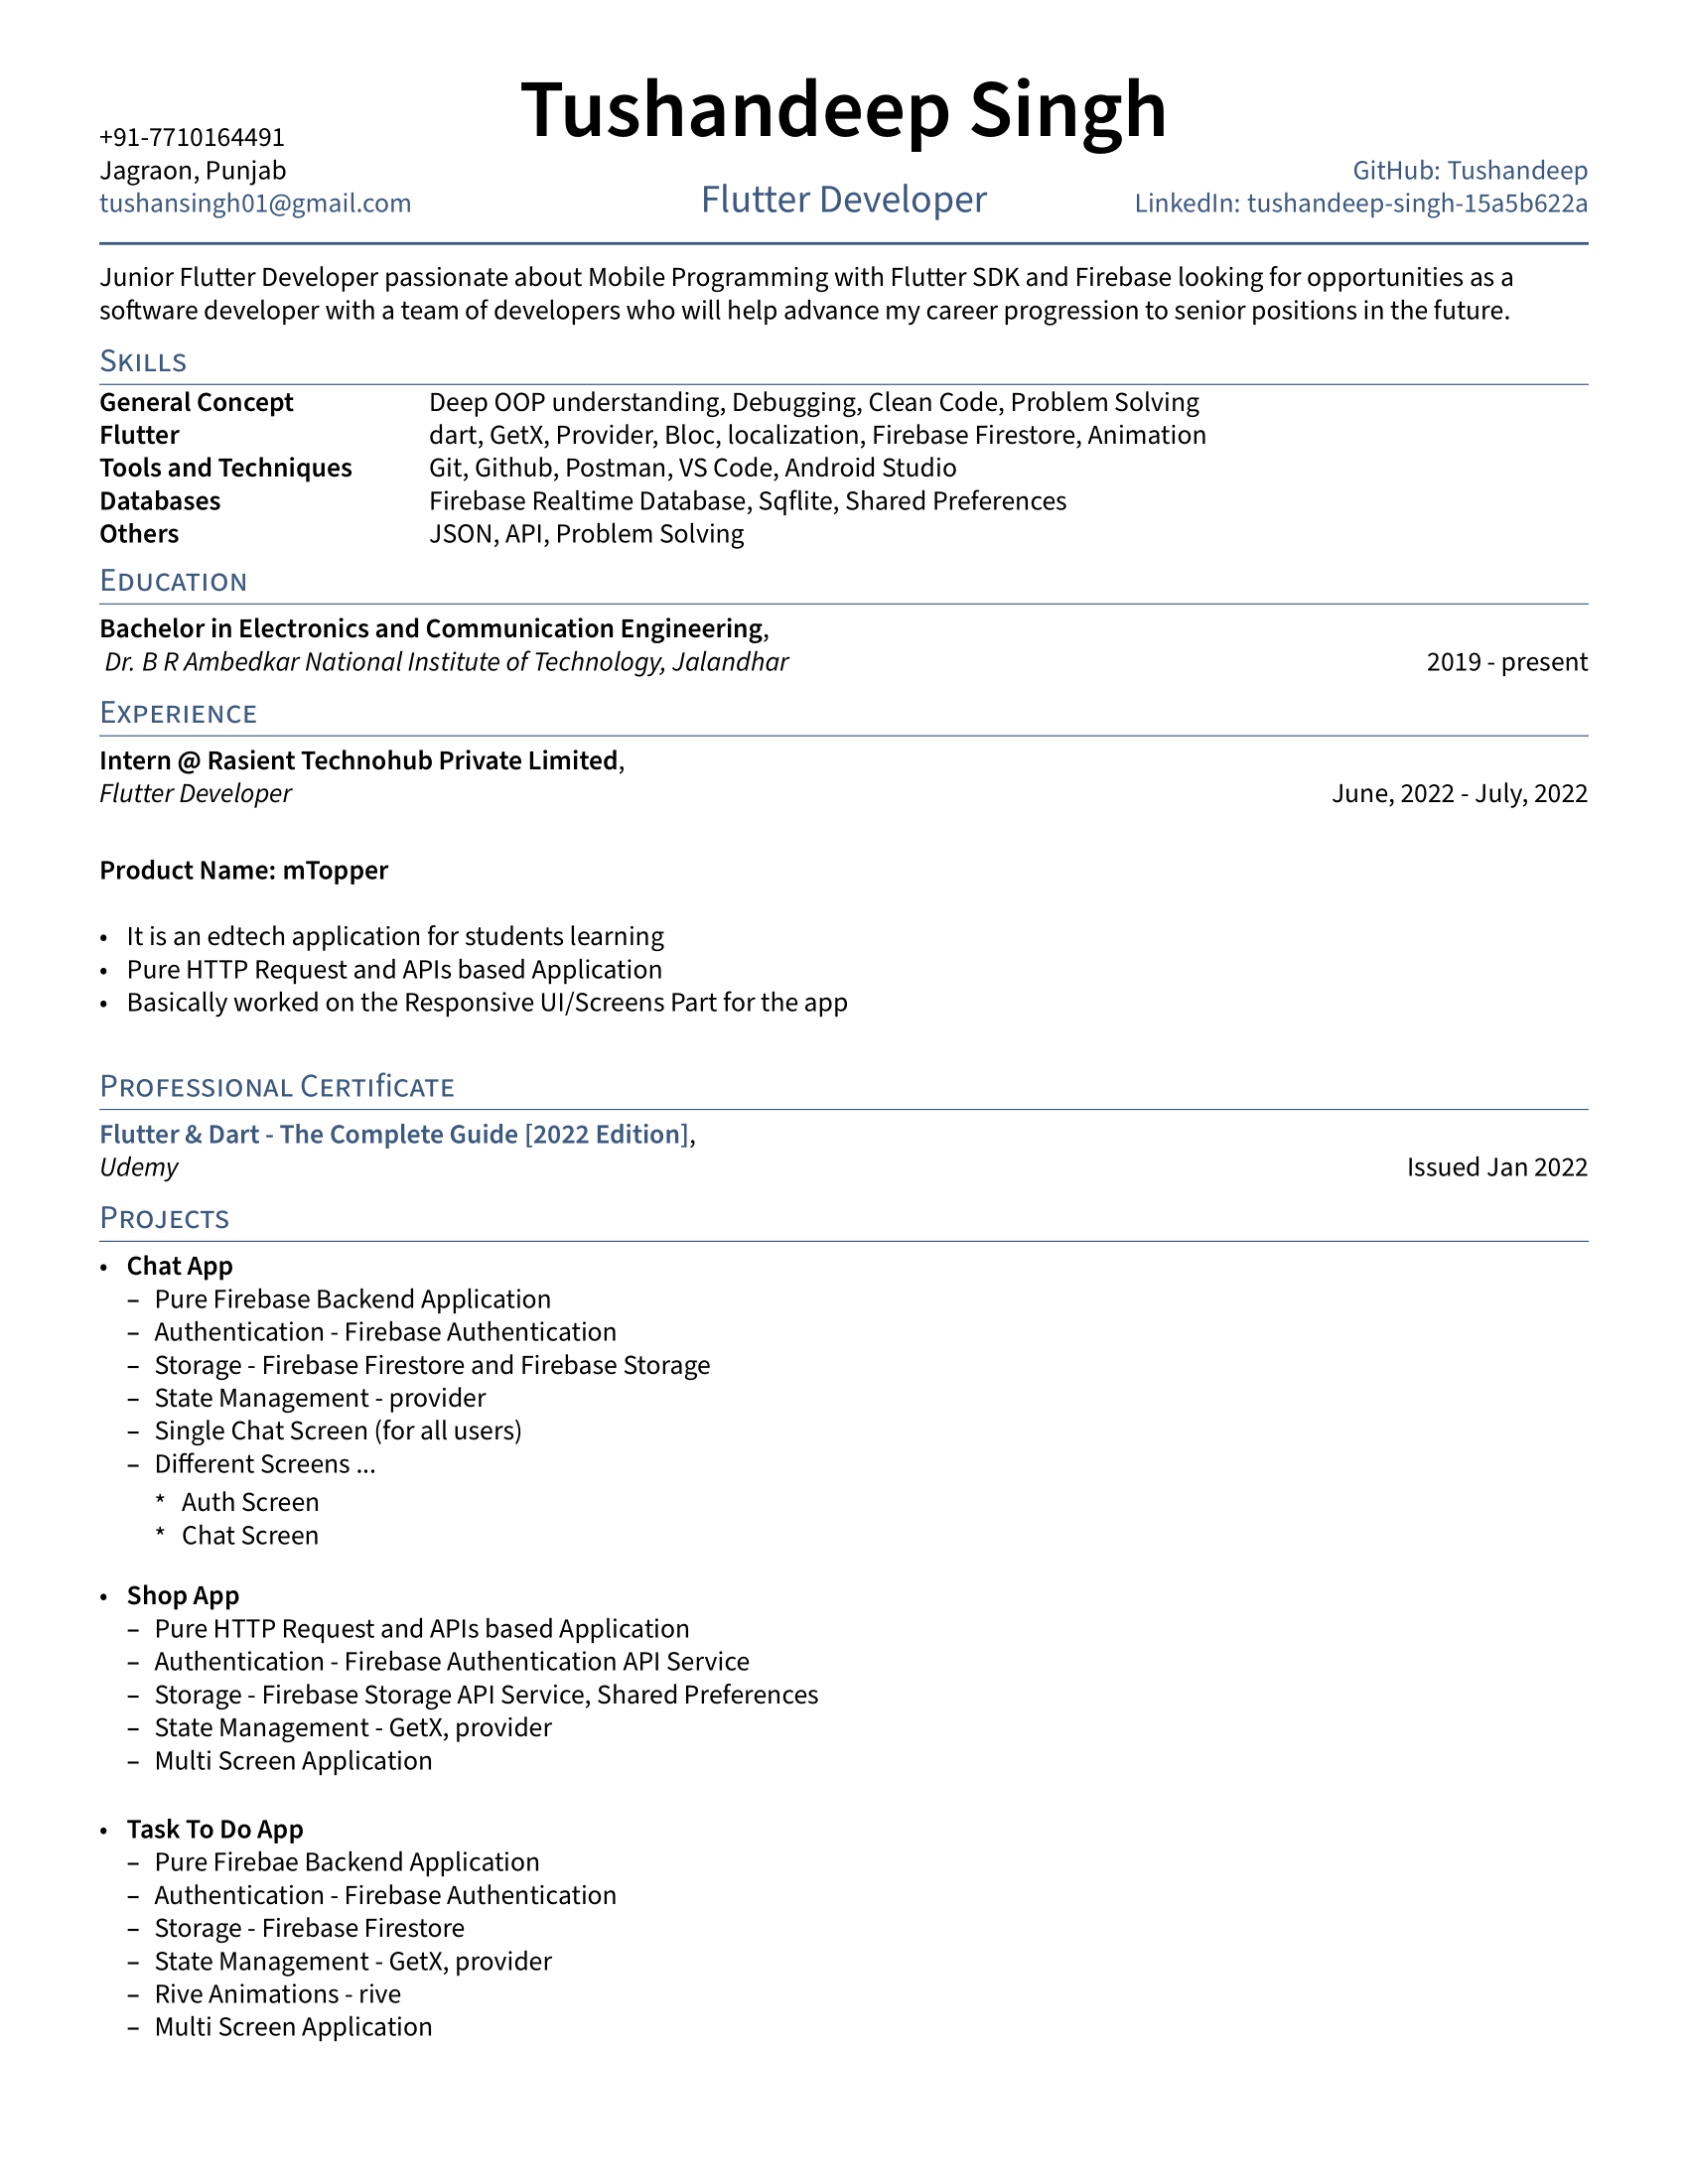 Tushandeep Singh
+91-7710164491
Jagraon, Punjab
tushansingh01@gmail.com
Flutter Developer
GitHub: Tushandeep
LinkedIn: tushandeep-singh-15a5b622a
Junior Flutter Developer passionate about Mobile Programming with Flutter SDK and Firebase looking for opportunities as a
software developer with a team of developers who will help advance my career progression to senior positions in the future.
Skills
General Concept Deep OOP understanding, Debugging, Clean Code, Problem Solving
Flutter dart, GetX, Provider, Bloc, localization, Firebase Firestore, Animation
Tools and Techniques Git, Github, Postman, VS Code, Android Studio
Databases Firebase Realtime Database, Sqflite, Shared Preferences
Others JSON, API, Problem Solving
Education
Bachelor in Electronics and Communication Engineering,
Dr. B R Ambedkar National Institute of Technology, Jalandhar 2019 - present
Experience
Intern @ Rasient Technohub Private Limited,
Flutter Developer June, 2022 - July, 2022
Product Name: mTopper
• It is an edtech application for students learning
• Pure HTTP Request and APIs based Application
• Basically worked on the Responsive UI/Screens Part for the app
Professional Certificate
Flutter & Dart - The Complete Guide [2022 Edition],
Udemy Issued Jan 2022
Projects
• Chat App
– Pure Firebase Backend Application
– Authentication - Firebase Authentication
– Storage - Firebase Firestore and Firebase Storage
– State Management - provider
– Single Chat Screen (for all users)
– Different Screens ...
* Auth Screen
* Chat Screen
• Shop App
– Pure HTTP Request and APIs based Application
– Authentication - Firebase Authentication API Service
– Storage - Firebase Storage API Service, Shared Preferences
– State Management - GetX, provider
– Multi Screen Application
• Task To Do App
– Pure Firebae Backend Application
– Authentication - Firebase Authentication
– Storage - Firebase Firestore
– State Management - GetX, provider
– Rive Animations - rive
– Multi Screen Application